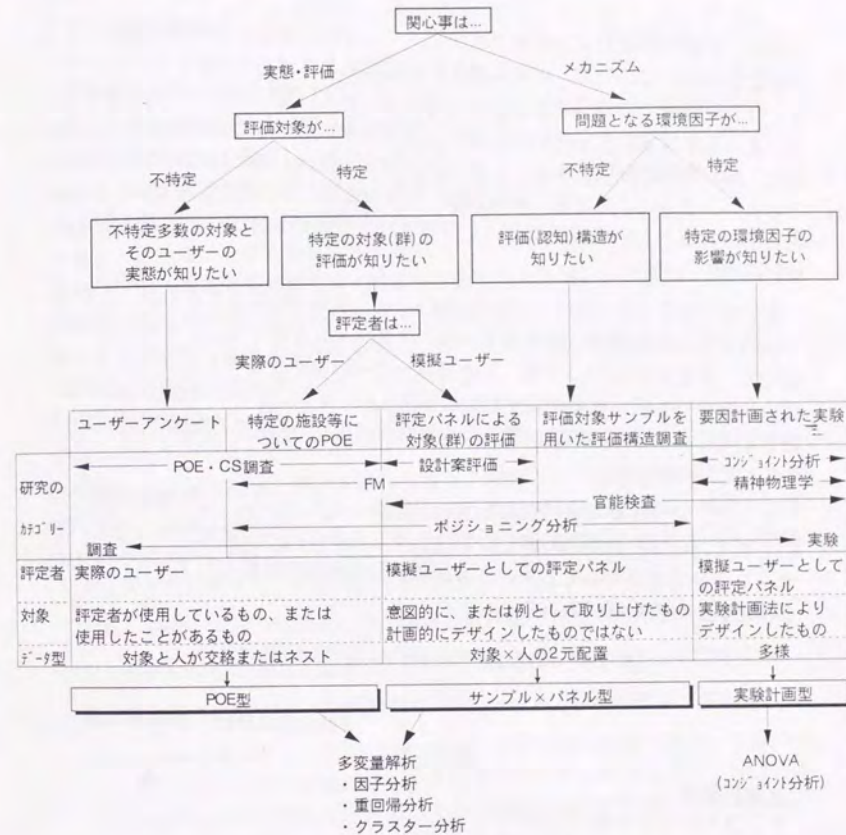 関心事は...
実態・評価
メカニズム
評価対象が...
問題となる環境因子が...
不特定
特定
不特定
特定
不特定多数の対象と
そのユーザーの
実態が知りたい
特定の対象(群)の
評価が知りたい
評価(認知)構造が
知りたい
特定の環境因子の
影響が知りたい
評定者は...
実際のユーザー
模擬ユーザー
ユーザーアンケート
特定の施設等に
ついてのPOE
評定パネルによる
対象(群)の評価
評価対象サンプルを
用いた評価構造調査
要因計画された実験
研究の
カテゴリー
POE・CS調査
設計案評価
コンジョイント分析
FM
精神物理学
官能検査
ポジショニング分析
調査
実験
評定者
実際のユーザー
模擬ユーザーとしての評定パネル
模擬ユーザーとして
の評定パネル
対象
評定者が使用しているもの、または
使用したことがあるもの
意図的に、または例として取り上げたもの
計画的にデザインしたものではない
実験計画法により
デザインしたもの
データ型
対象と人が交絡またはネスト
対象×人の2元配置
多様
POE型
サンプル×パネル型
実験計画型
多変量解析
・因子分析
・重回帰分析
・クラスター分析
ANOVA
(コンジョイント分析)